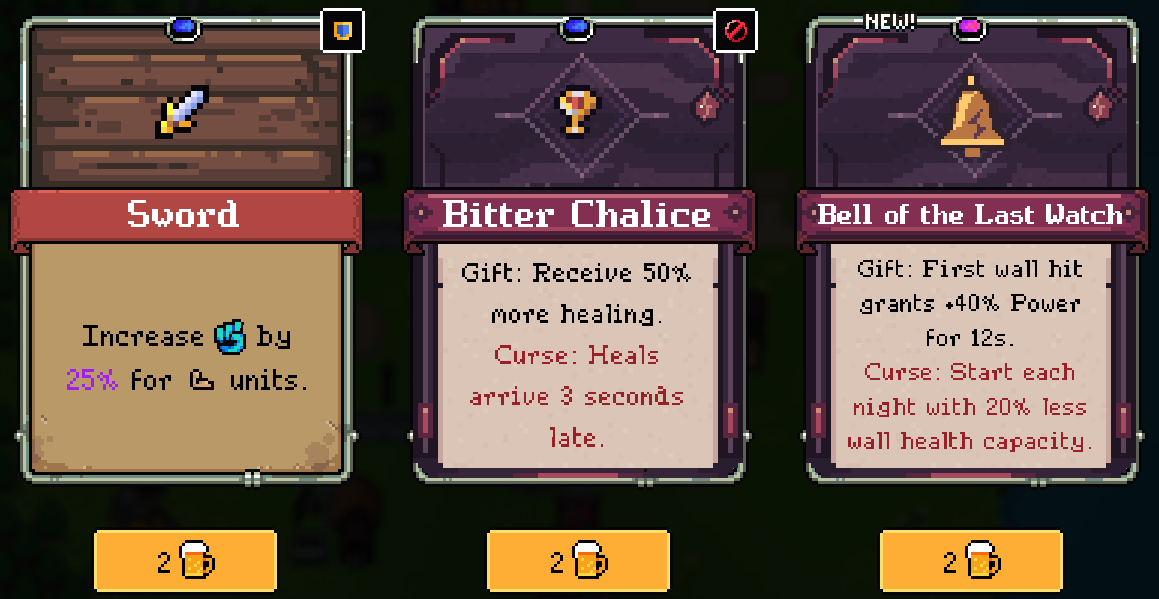 Sword
Increase by
25% for units.
2
Bitter Chalice
Gift: Receive 50%
more healing.
Curse: Heals
arrive 3 seconds
late.
2
NEW!
Bell of the Last Watch
Gift: First wall hit
grants +40% Power
for 12s.
Curse: Start each
night with 20% less
wall health capacity.
2